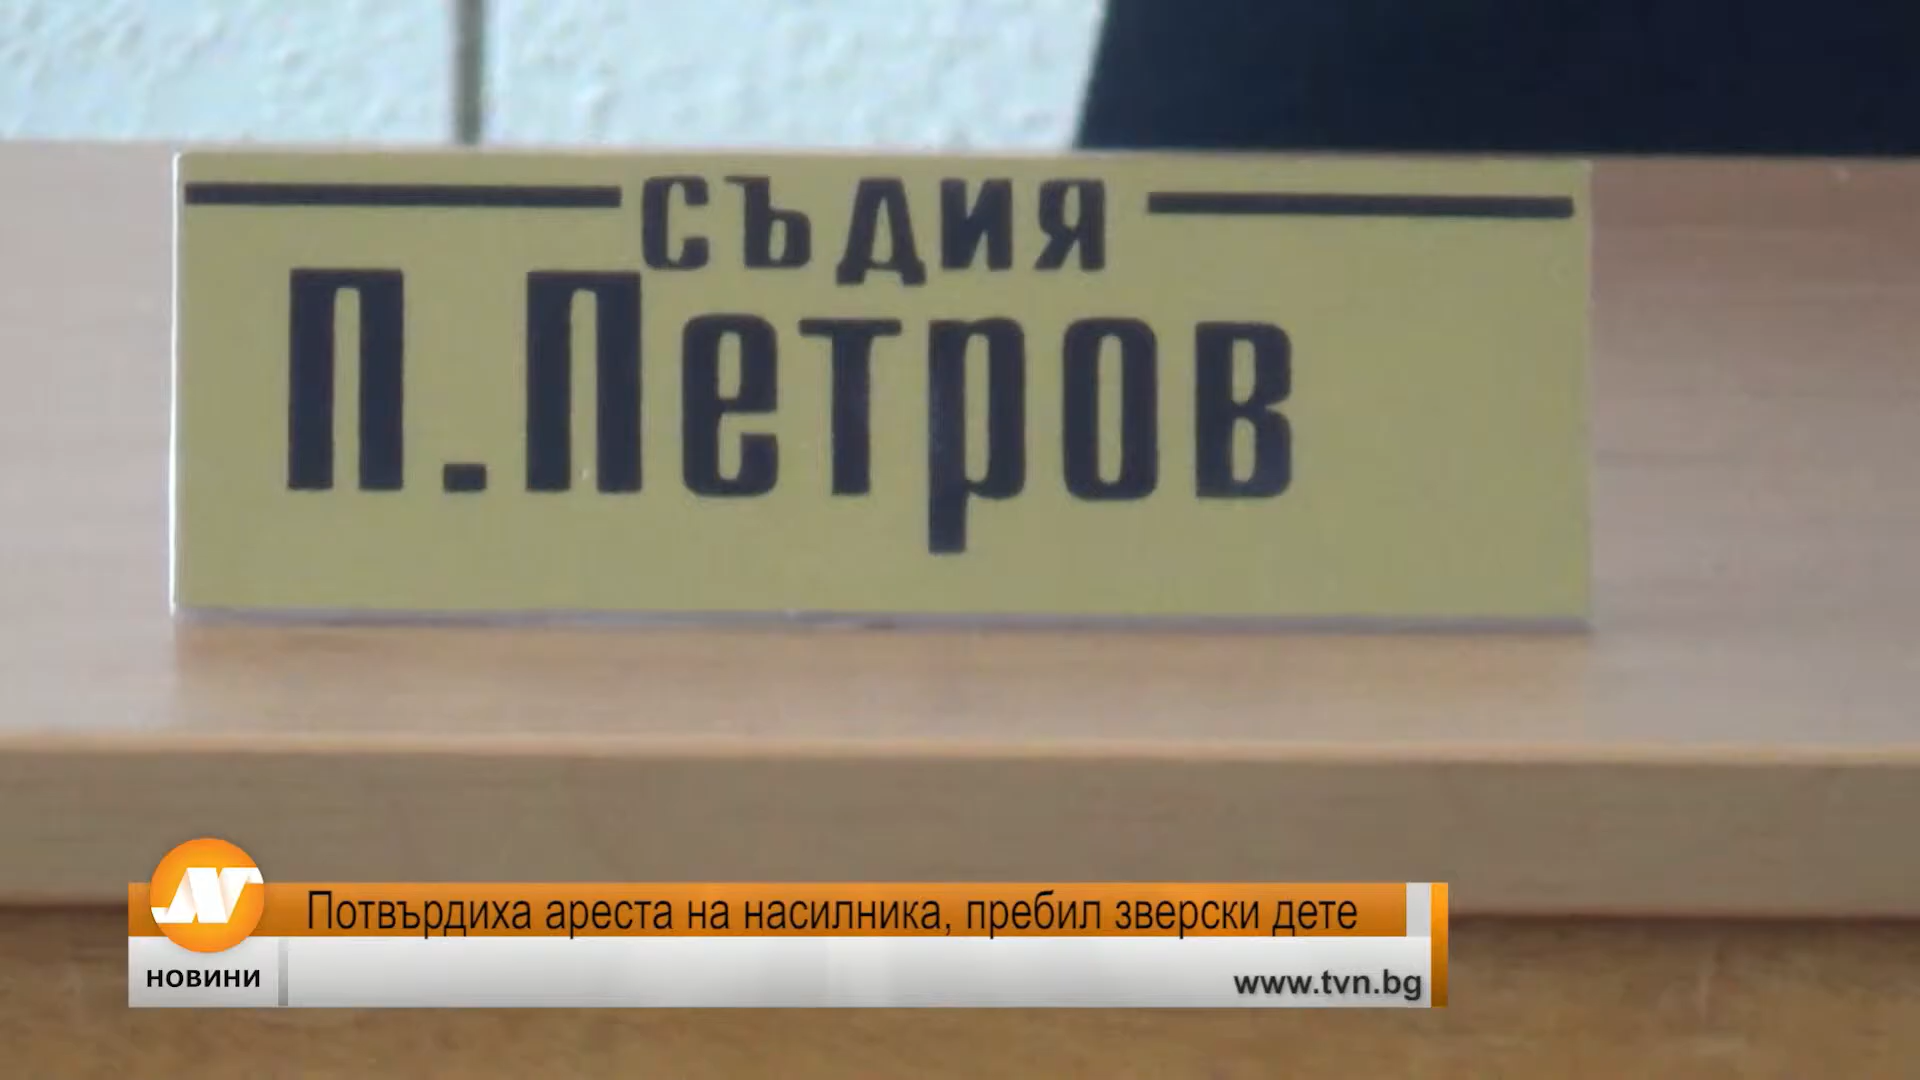 СЪДИЯ
П.Петров
Потвърдиха ареста на насилника, пребил зверски дете
НОВИНИ
www.tvn.bg